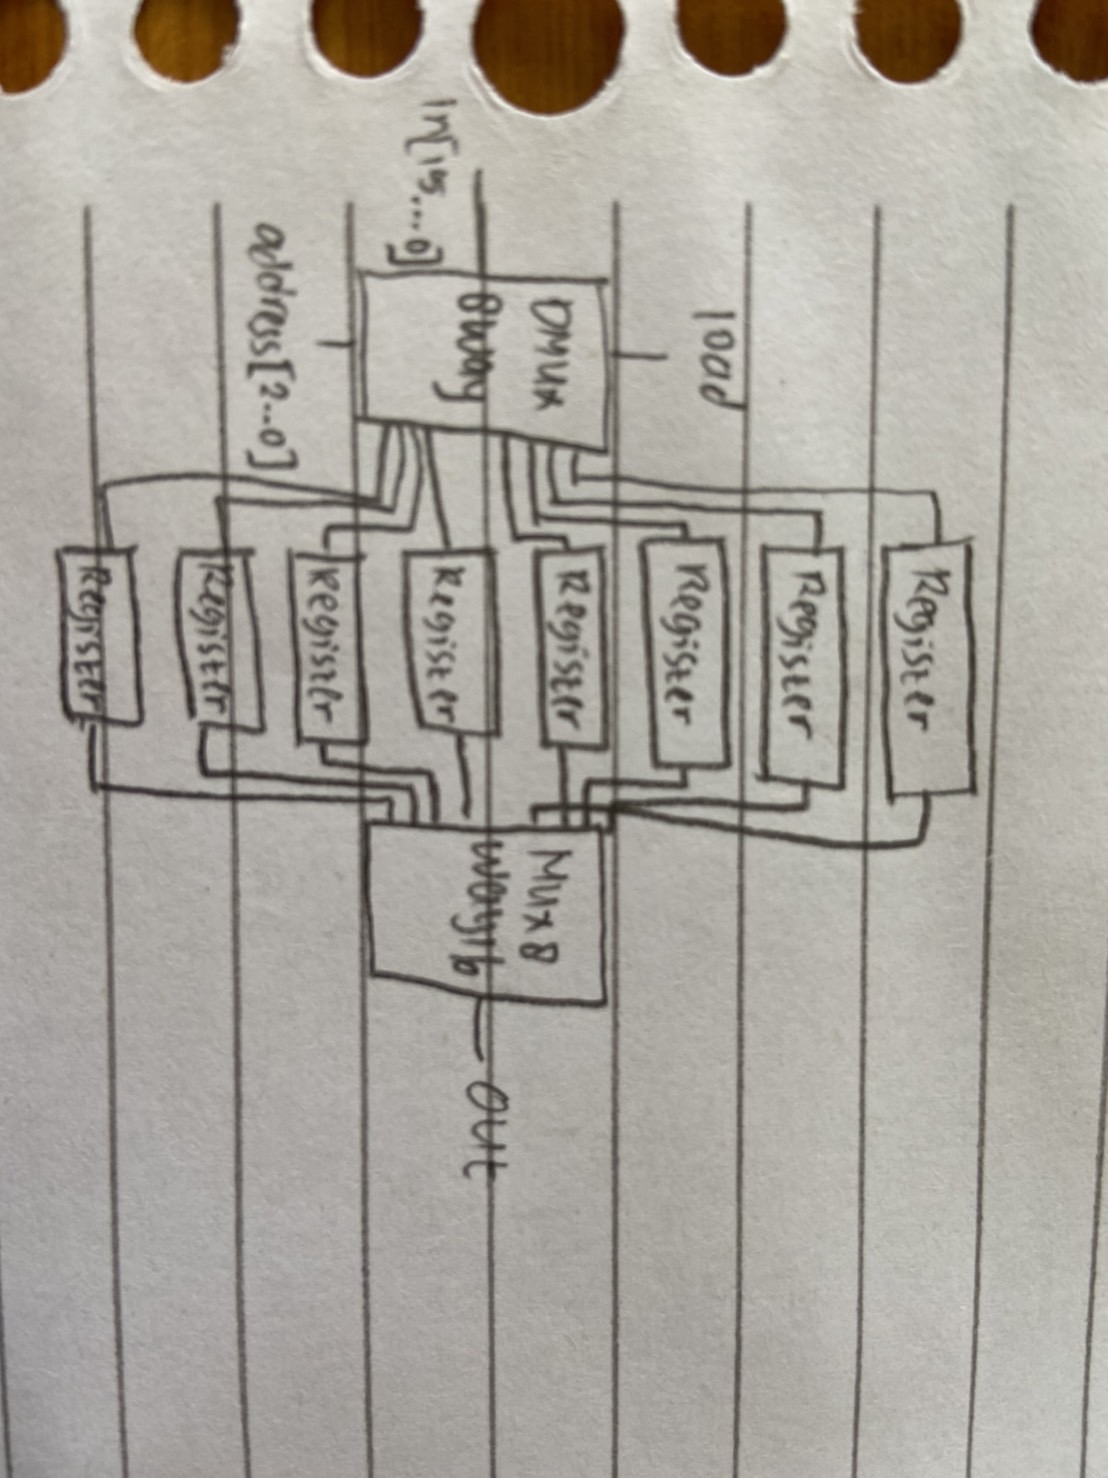 load
DMUX
8way
In[15...0]
address[2...0]
Register
Register
Register
Register
Register
Register
Register
Register
Mux8
way16
out